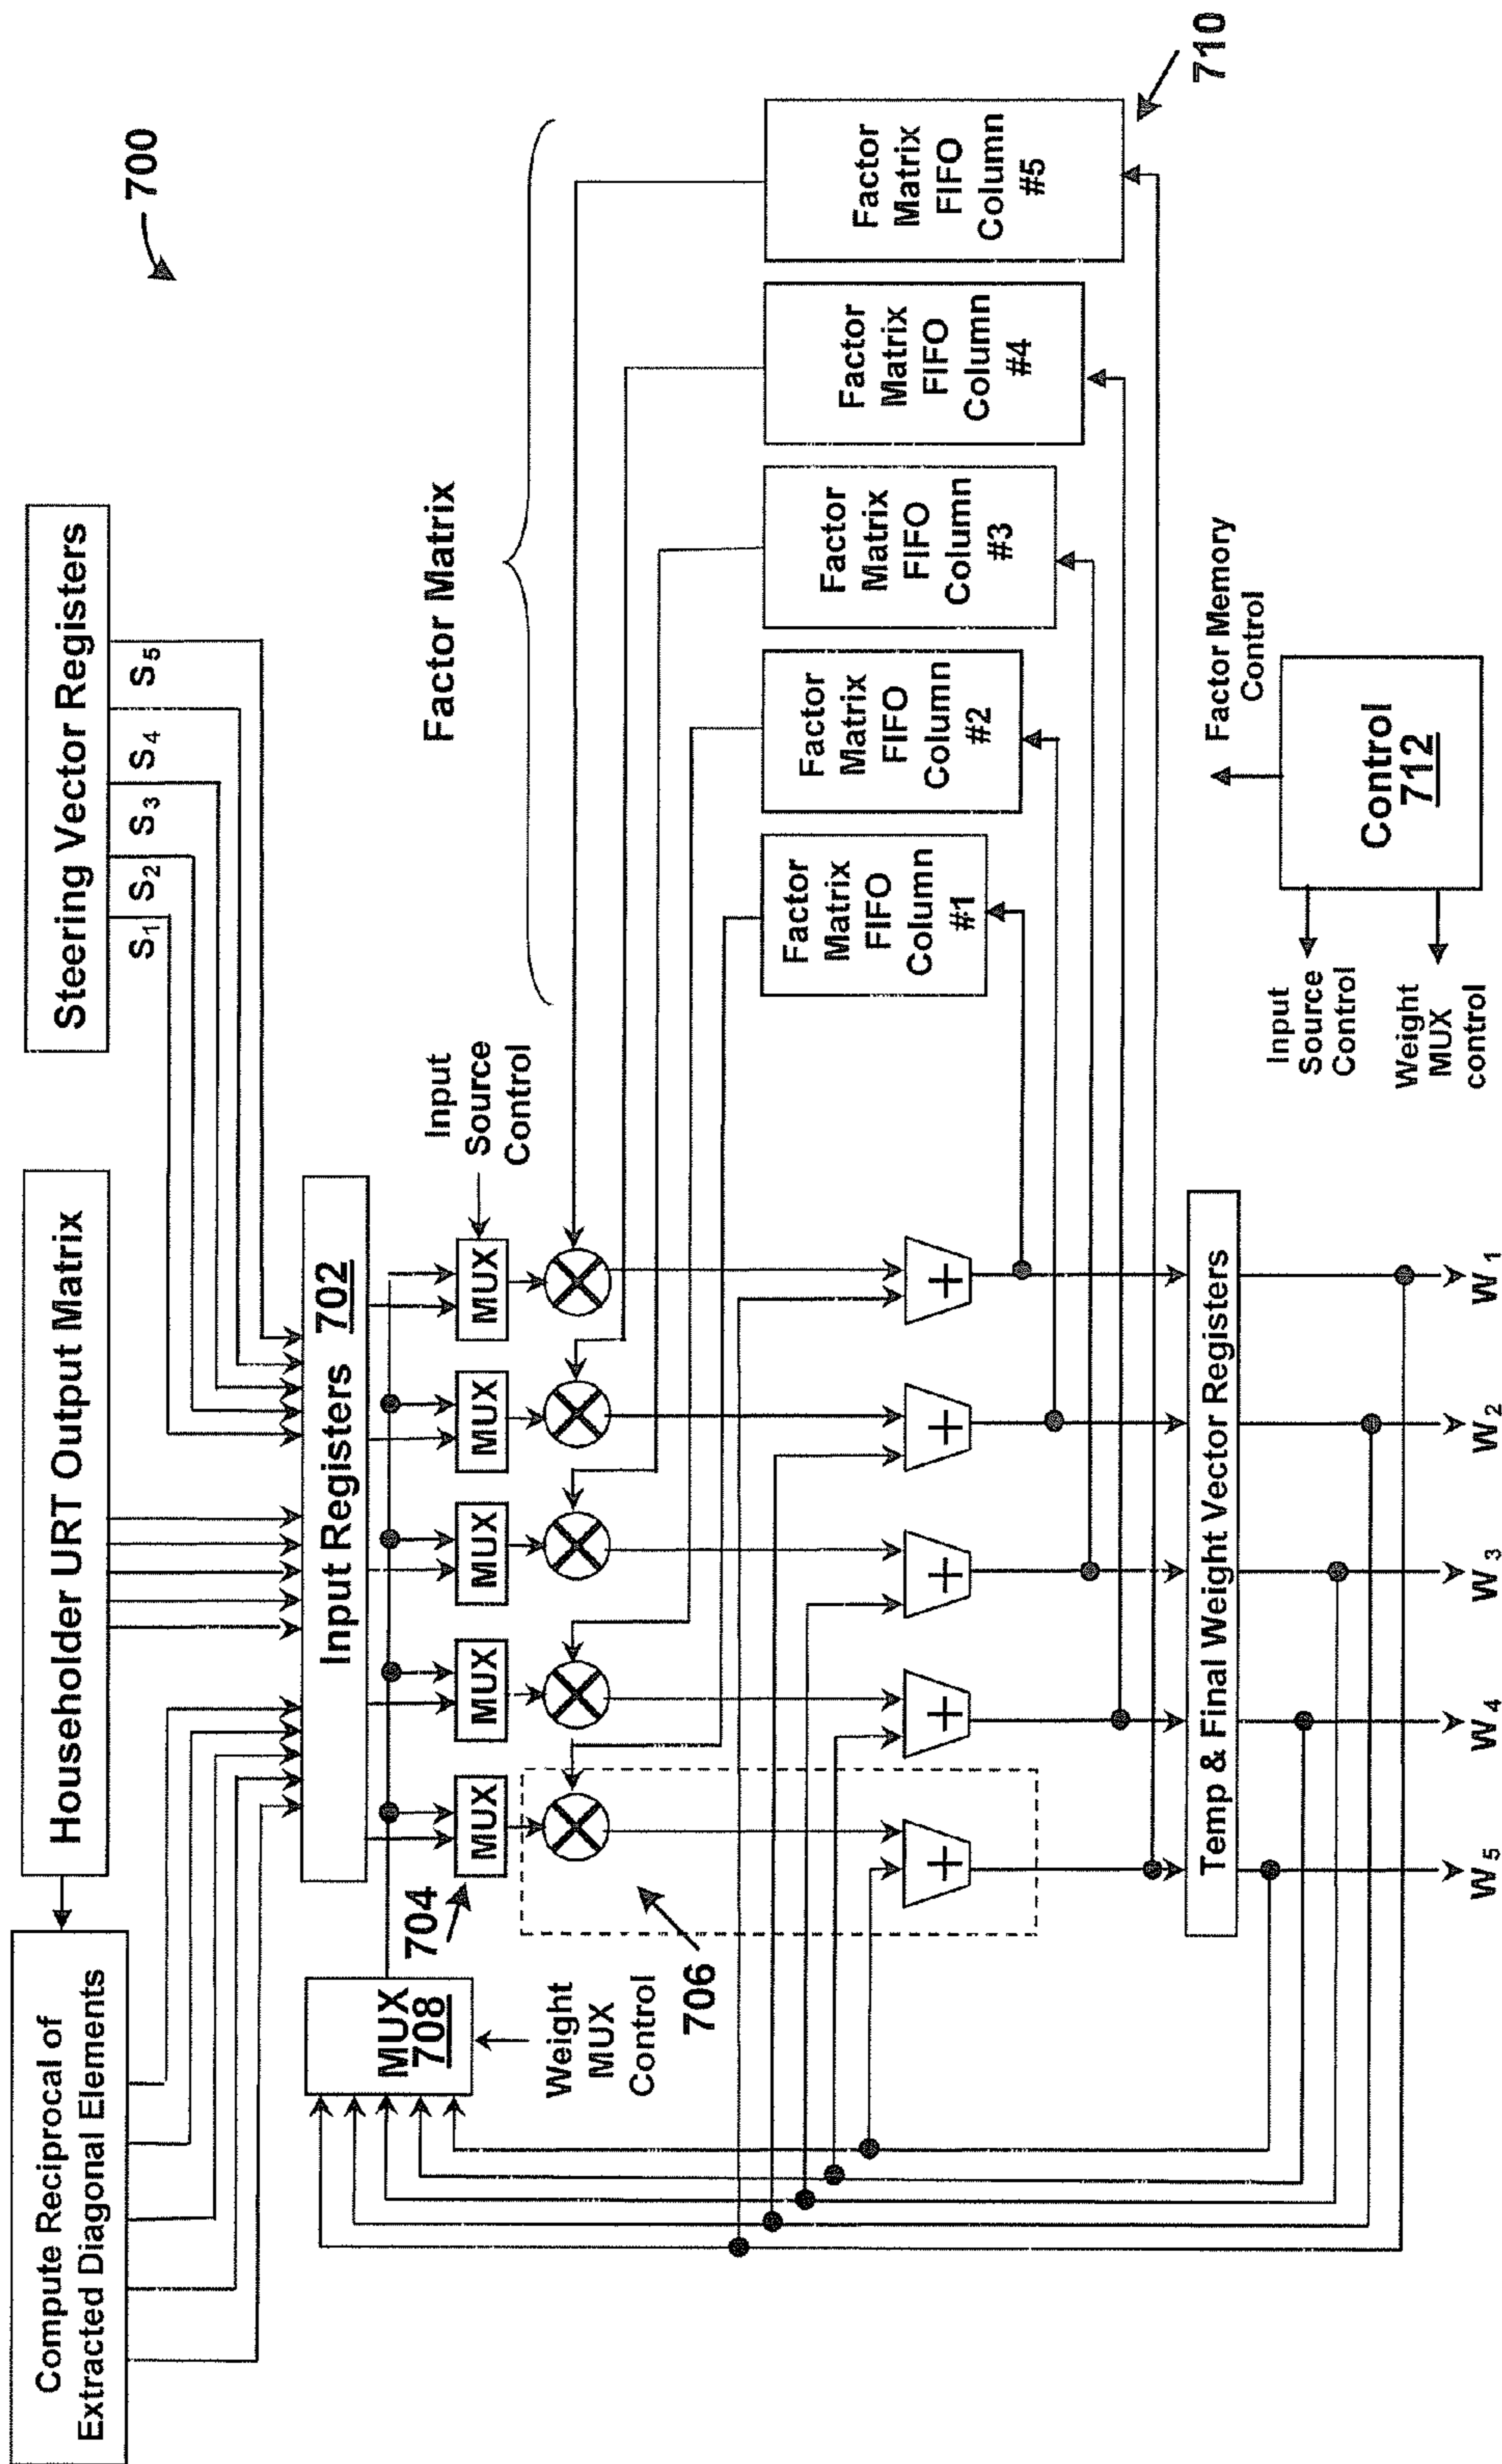 700
Compute Reciprocal of
Extracted Diagonal Elements
Householder URT Output Matrix
Steering Vector Registers
S1
S2
S3
S4
S5
Input Registers 702
MUX
708
Weight
MUX
Control
704
MUX
MUX
MUX
MUX
MUX
Input
Source
Control
706
Factor Matrix
Factor
Matrix
FIFO
Column
#1
Factor
Matrix
FIFO
Column
#2
Factor
Matrix
FIFO
Column
#3
Factor
Matrix
FIFO
Column
#4
Factor
Matrix
FIFO
Column
#5
710
+
+
+
+
+
Temp & Final Weight Vector Registers
W5
W4
W3
W2
W1
Input
Source
Control
Weight
MUX
control
Factor Memory
Control
Control
712